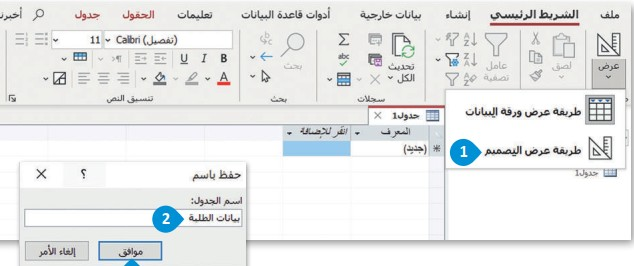 ملف الشريط الرئيسي إنشاء بيانات خارجية أدوات قاعدة البيانات تعليمات الحقول جدول أخبرن
عرض لصق عامل تصفية تحديث الكل بحث (تفصيل) Calibri 11
B I U
سجلات بحث تنسيق النص
طريقة عرض ورقة البيانات
1 طريقة عرض التصميم
جدول1
جدول1
المعرف انقر للإضافة
(جديد)
حفظ باسم ? X
اسم الجدول:
بيانات الطلبة 2
موافق إلغاء الأمر